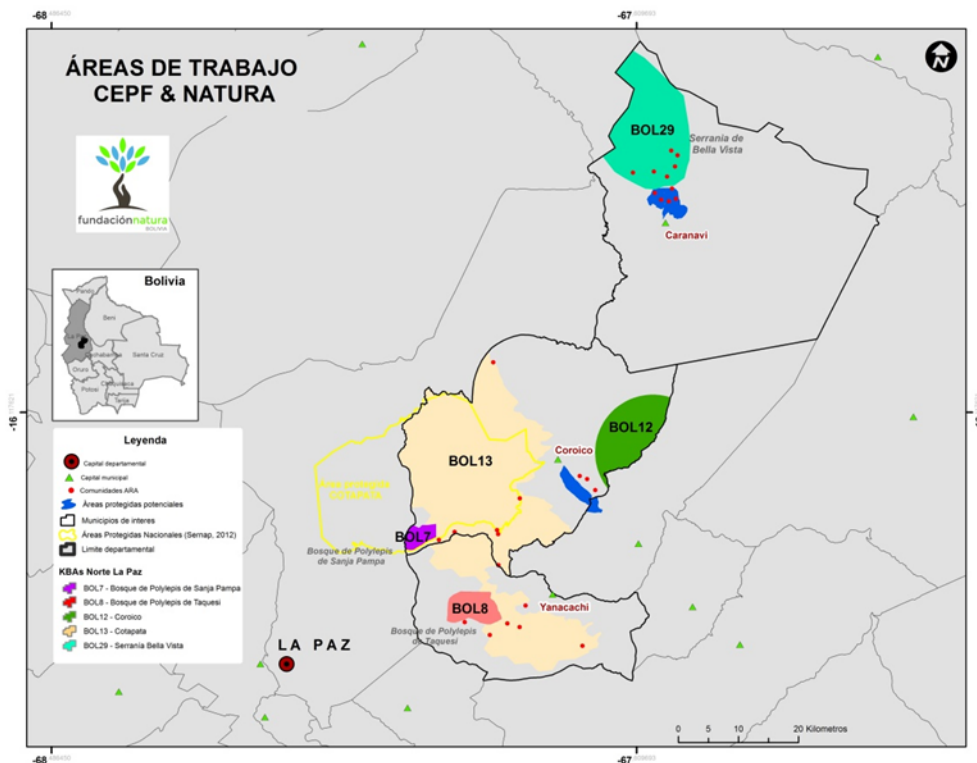 -68
-67
ÁREAS DE TRABAJO
CEPF & NATURA
N
fundaciónnatura
BOLIVIA
BOL29
Serranía de
Bella Vista
Caranavi
Bolivia
Pando
Beni
La Paz
Cochabamba
Santa Cruz
Oruro
Chuquisaca
Potosí
Tarija
-16
BOL12
Coroico
BOL13
Área protegida
COTAPATA
BOL7
Bosque de Polylepis
de Sanja Pampa
BOL8
Yanacachi
Bosque de Polylepis
de Taquesi
LA PAZ
Leyenda
Capital departamental
Capital municipal
Comunidades ARA
Áreas protegidas potenciales
Municipios de interes
Áreas Protegidas Nacionales (Sernap, 2012)
Limite departamental
KBAs Norte La Paz
BOL7 - Bosque de Polylepis de Sanja Pampa
BOL8 - Bosque de Polylepis de Taquesi
BOL12 - Coroico
BOL13 - Cotapata
BOL29 - Serranía Bella Vista
0 5 10 20 Kilometros
-68
-67